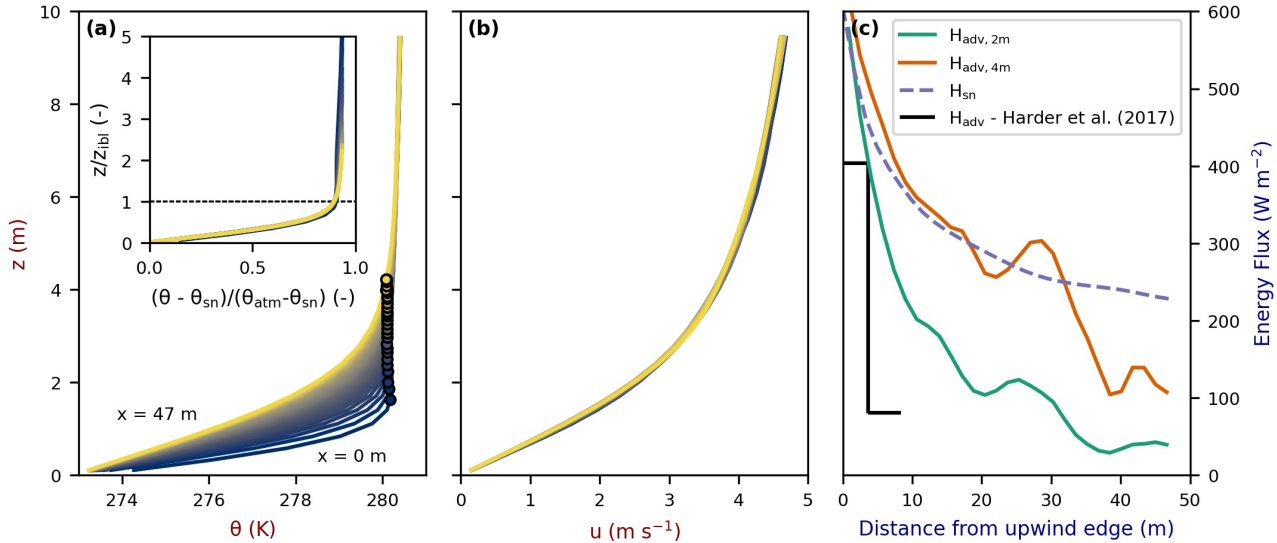 (a)
(b)
(c)
10
8
6
4
2
0
z (m)
5
4
3
2
1
0
z/z_ibl (-)
0.0 0.5 1.0
(θ - θ_sn)/(θ_atm-θ_sn) (-)
x = 47 m
x = 0 m
274 276 278 280
θ (K)
0 1 2 3 4 5
u (m s⁻¹)
H_adv, 2m
H_adv, 4m
H_sn
H_adv - Harder et al. (2017)
600
500
400
300
200
100
0
Energy Flux (W m⁻²)
0 10 20 30 40 50
Distance from upwind edge (m)